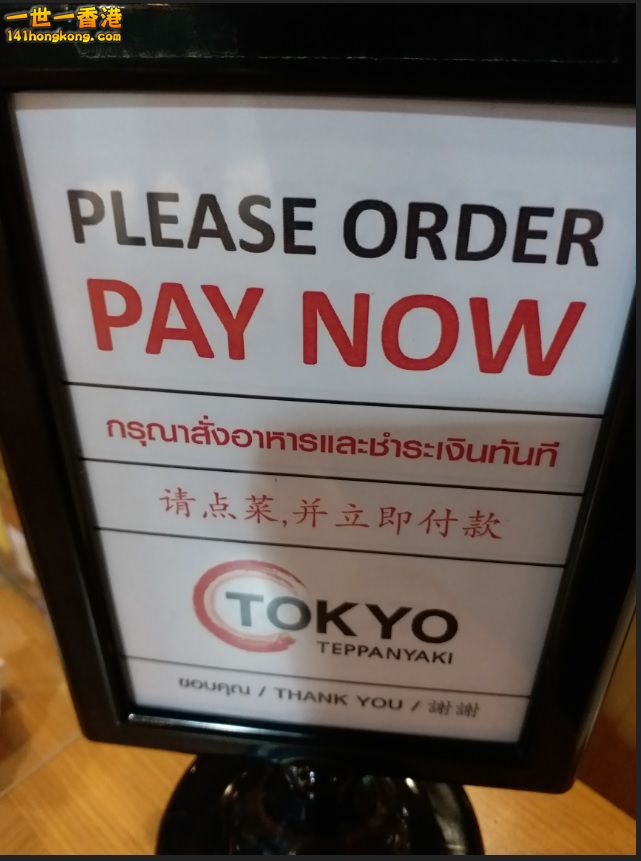 一世一香港
141hongkong.com
PLEASE ORDER
PAY NOW
กรุณาสั่งอาหารและชำระเงินทันที
请点菜,并立即付款
TOKYO
TEPPANYAKI
ขอบคุณ / THANK YOU / 謝謝